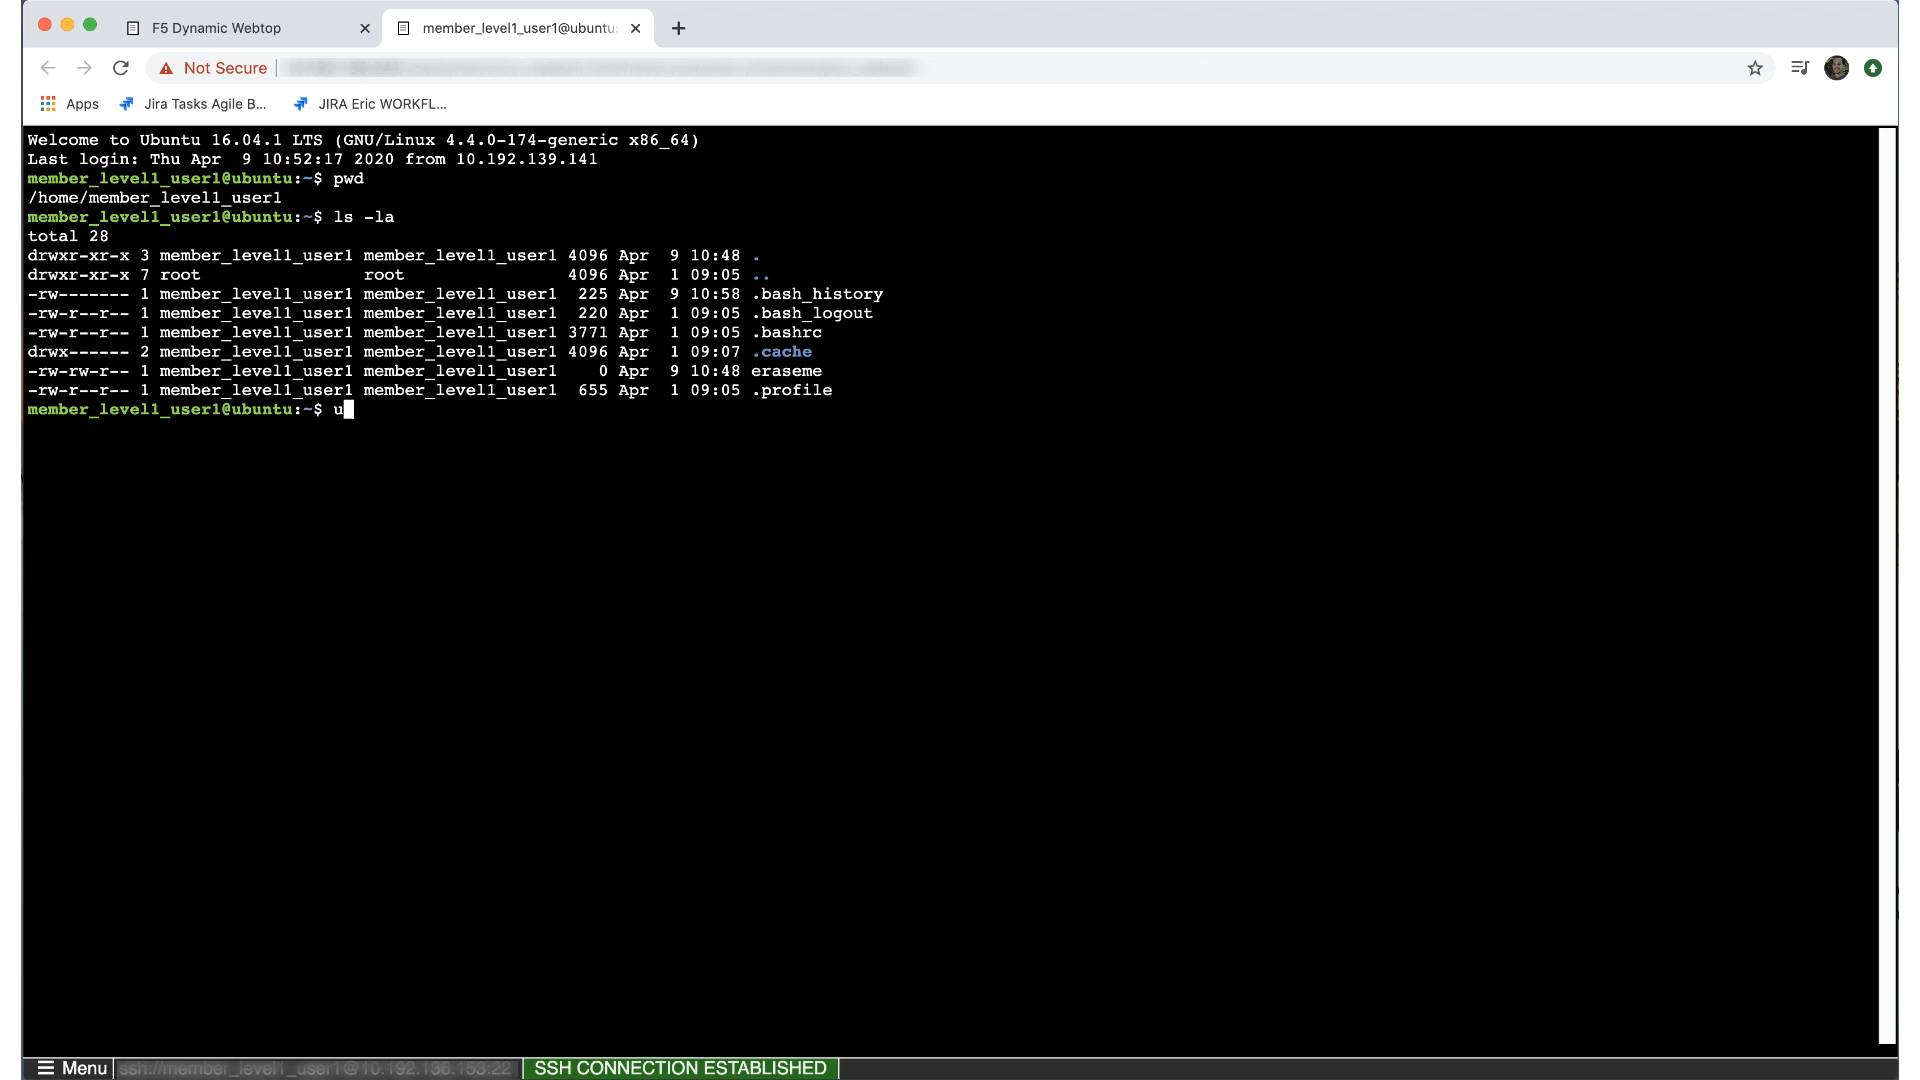 F5 Dynamic Webtop
member_level1_user1@ubuntu:
Not Secure
Apps
Jira Tasks Agile B...
JIRA Eric WORKFL...
Welcome to Ubuntu 16.04.1 LTS (GNU/Linux 4.4.0-174-generic x86_64)
Last login: Thu Apr  9 10:52:17 2020 from 10.192.139.141
member_level1_user1@ubuntu:~$ pwd
/home/member_level1_user1
member_level1_user1@ubuntu:~$ ls -la
total 28
drwxr-xr-x 3 member_level1_user1 member_level1_user1 4096 Apr  9 10:48 .
drwxr-xr-x 7 root                root                4096 Apr  1 09:05 ..
-rw------- 1 member_level1_user1 member_level1_user1  225 Apr  9 10:58 .bash_history
-rw-r--r-- 1 member_level1_user1 member_level1_user1  220 Apr  1 09:05 .bash_logout
-rw-r--r-- 1 member_level1_user1 member_level1_user1 3771 Apr  1 09:05 .bashrc
drwx------ 2 member_level1_user1 member_level1_user1 4096 Apr  1 09:07 .cache
-rw-rw-r-- 1 member_level1_user1 member_level1_user1    0 Apr  9 10:48 eraseme
-rw-r--r-- 1 member_level1_user1 member_level1_user1  655 Apr  1 09:05 .profile
member_level1_user1@ubuntu:~$ u
Menu
ssh://member_level1_user1@10.192.136.153:22
SSH CONNECTION ESTABLISHED